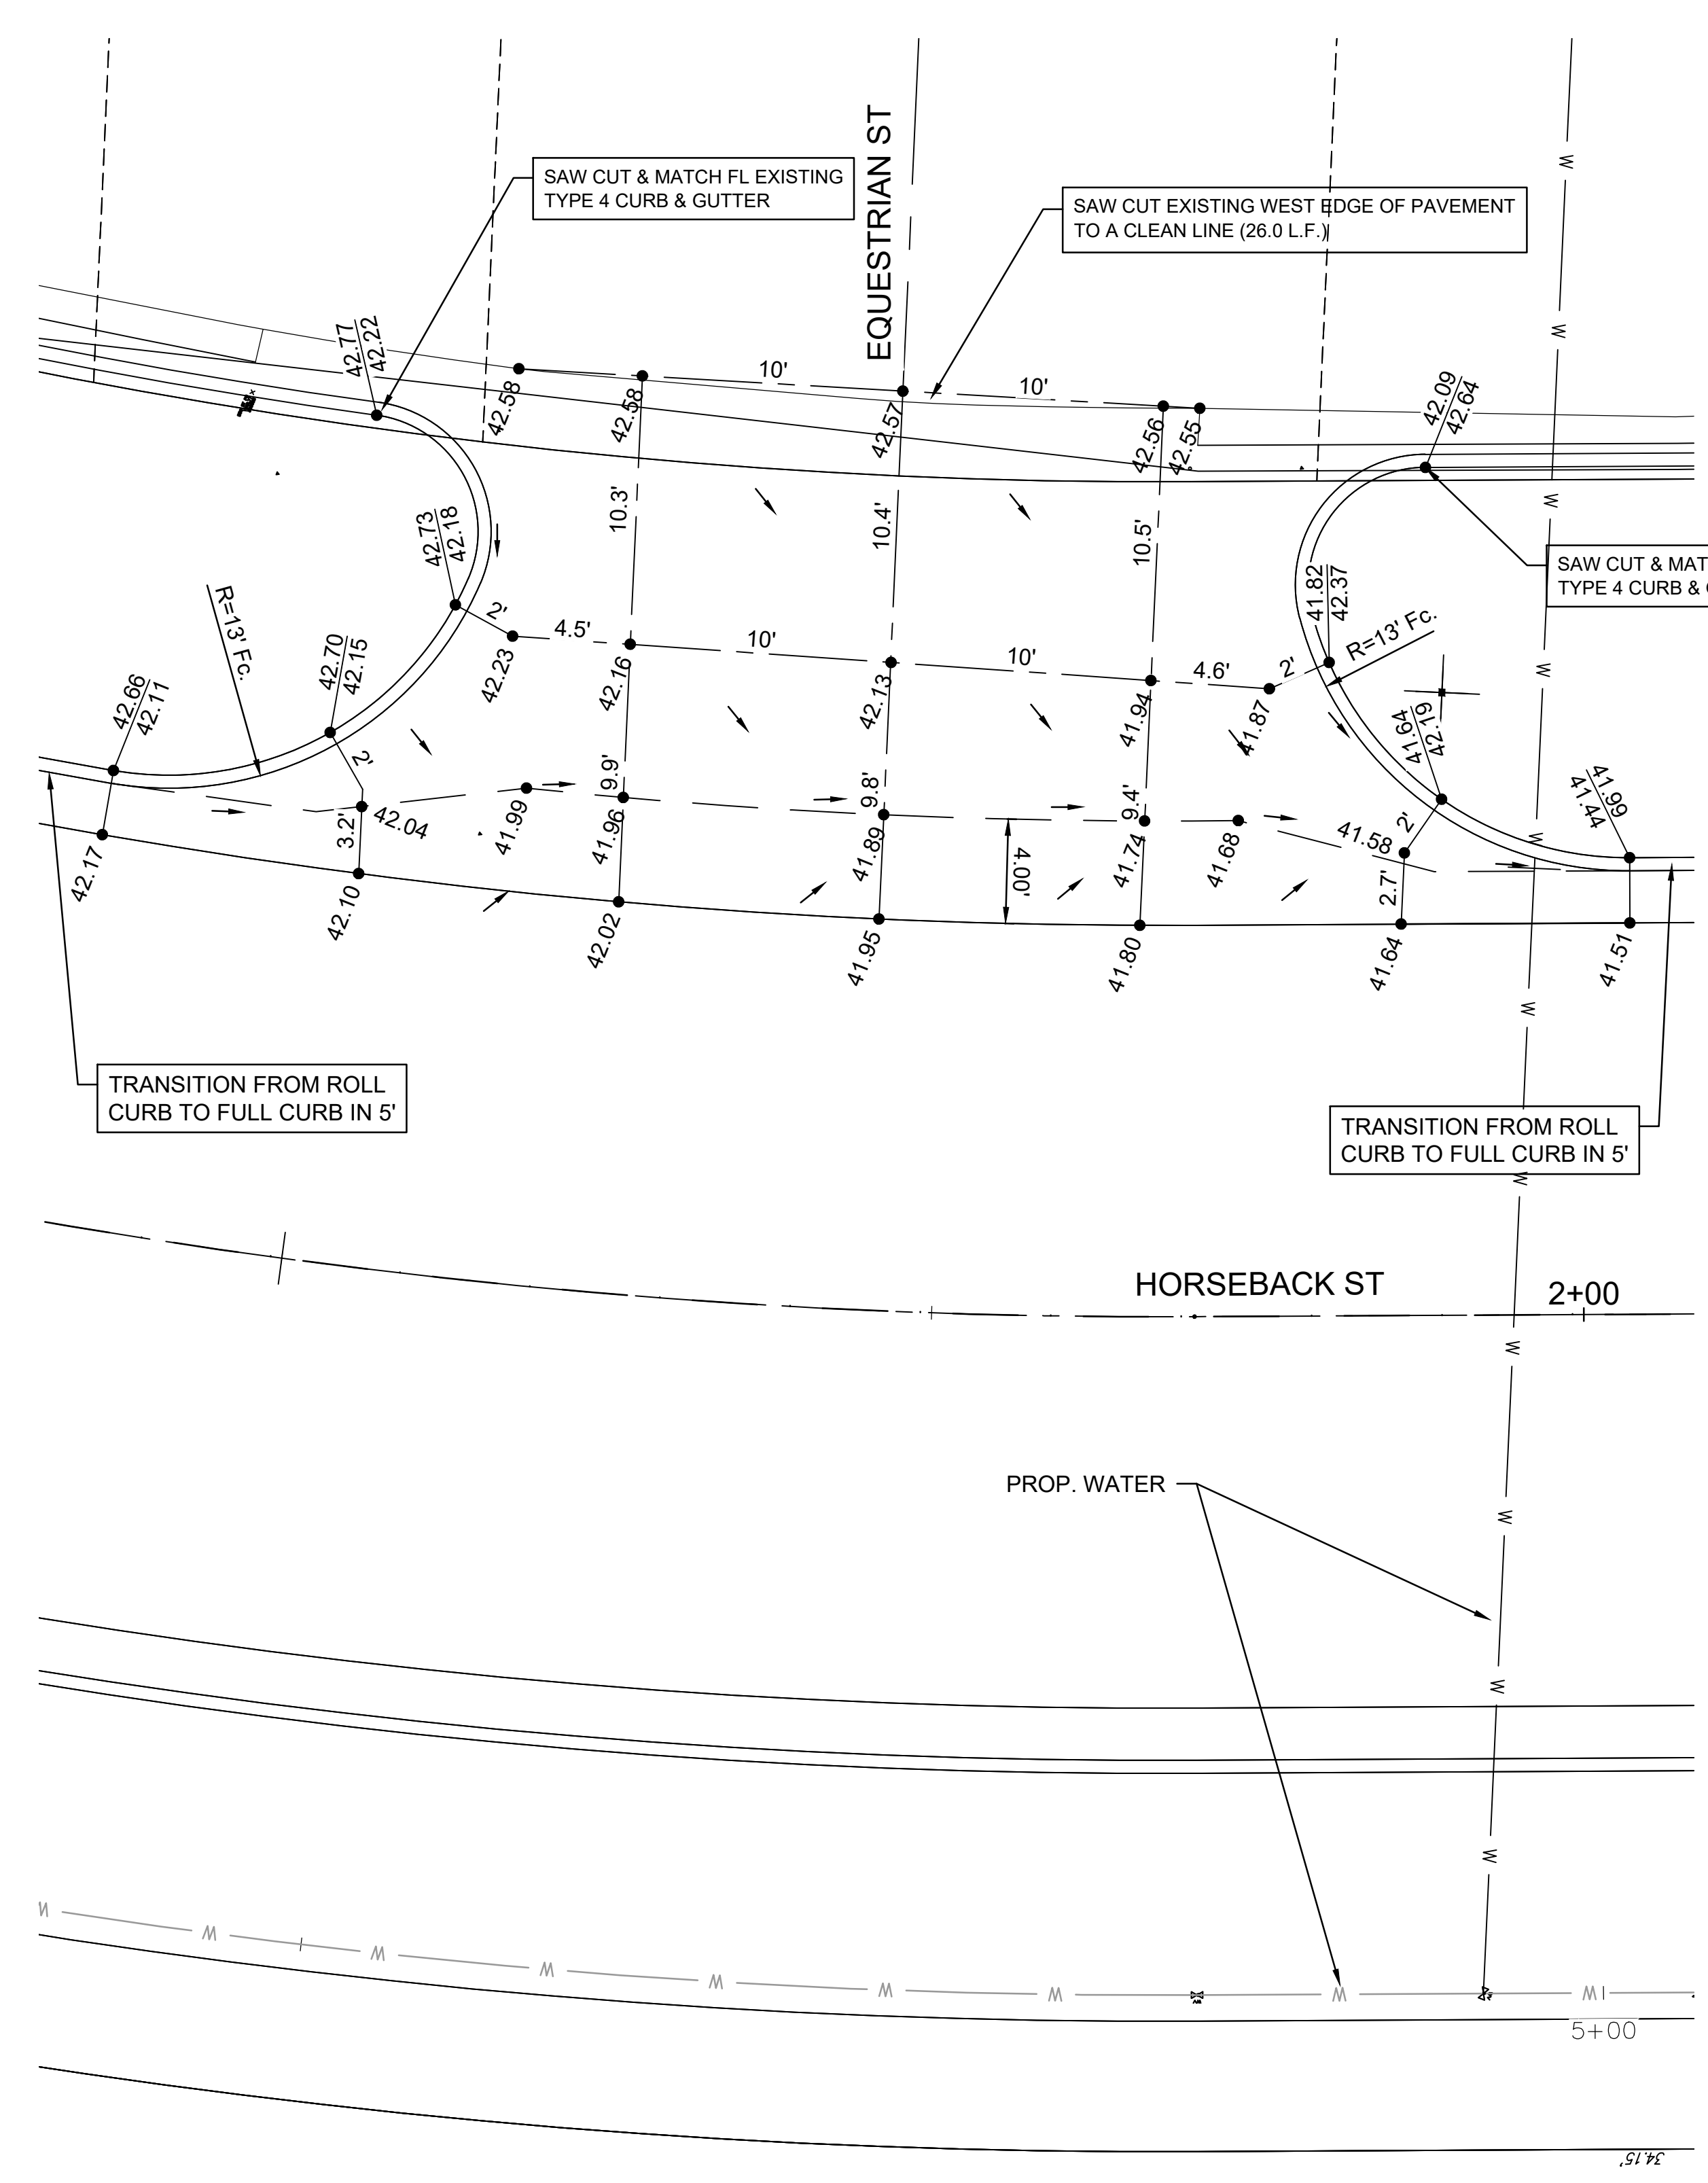 EQUESTRIAN ST
SAW CUT & MATCH FL EXISTING
TYPE 4 CURB & GUTTER
SAW CUT EXISTING WEST EDGE OF PAVEMENT
TO A CLEAN LINE (26.0 L.F.)
W
W
W
W
W
W
W
W
42.77
42.22
42.58
42.58
10'
42.57
10'
42.56
42.55
42.09
42.64
10.3'
10.4'
10.5'
42.73
42.18
SAW CUT & MAT
TYPE 4 CURB &
41.82
42.37
R=13' Fc.
R=13' Fc.
2'
4.5'
10'
10'
4.6'
2'
42.70
42.15
42.23
42.16
42.13
41.94
41.87
42.66
42.11
41.64
42.19
2'
9.9'
9.8'
9.4'
2'
41.99
41.44
3.2'
42.04
41.99
41.96
41.89
4.00'
41.74
41.68
41.58
2.7'
42.17
42.10
42.02
41.95
41.80
41.64
41.51
TRANSITION FROM ROLL
CURB TO FULL CURB IN 5'
TRANSITION FROM ROLL
CURB TO FULL CURB IN 5'
HORSEBACK ST
2+00
W
W
PROP. WATER
W
W
W
W
W
W
W
W
W
W
W
5+00
34.15'